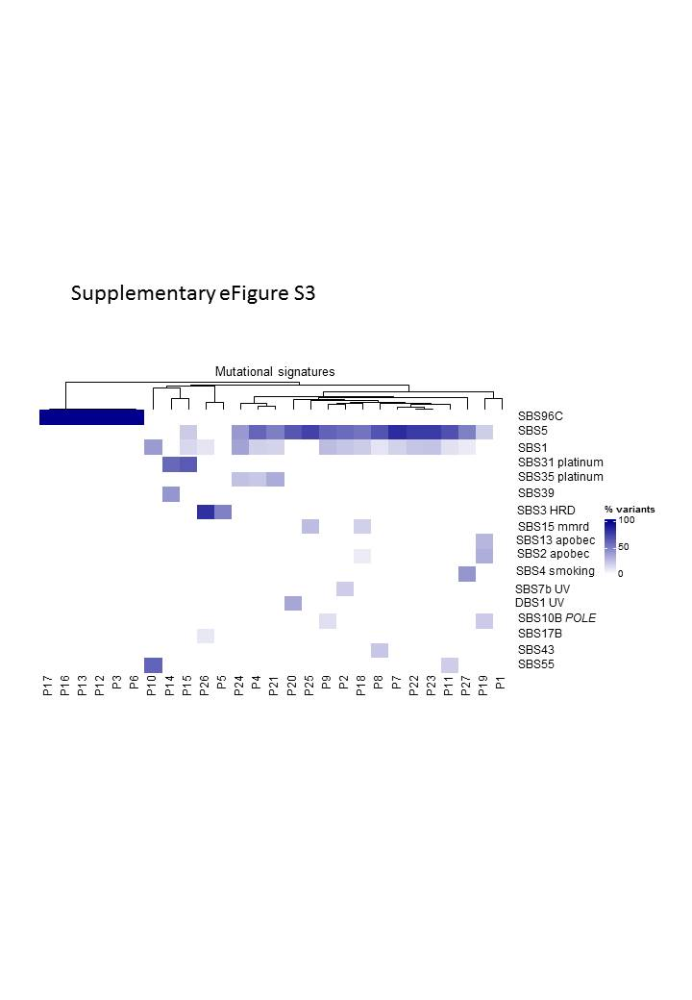 Supplementary eFigure S3
Mutational signatures
SBS96C
SBS5
SBS1
SBS31 platinum
SBS35 platinum
SBS39
SBS3 HRD
SBS15 mmrd
SBS13 apobec
SBS2 apobec
SBS4 smoking
SBS7b UV
DBS1 UV
SBS10B POLE
SBS17B
SBS43
SBS55
% variants
100
50
0
P17 P16 P13 P12 P3 P6 P10 P14 P15 P26 P5 P24 P4 P21 P20 P25 P9 P2 P18 P8 P7 P22 P23 P11 P27 P19 P1